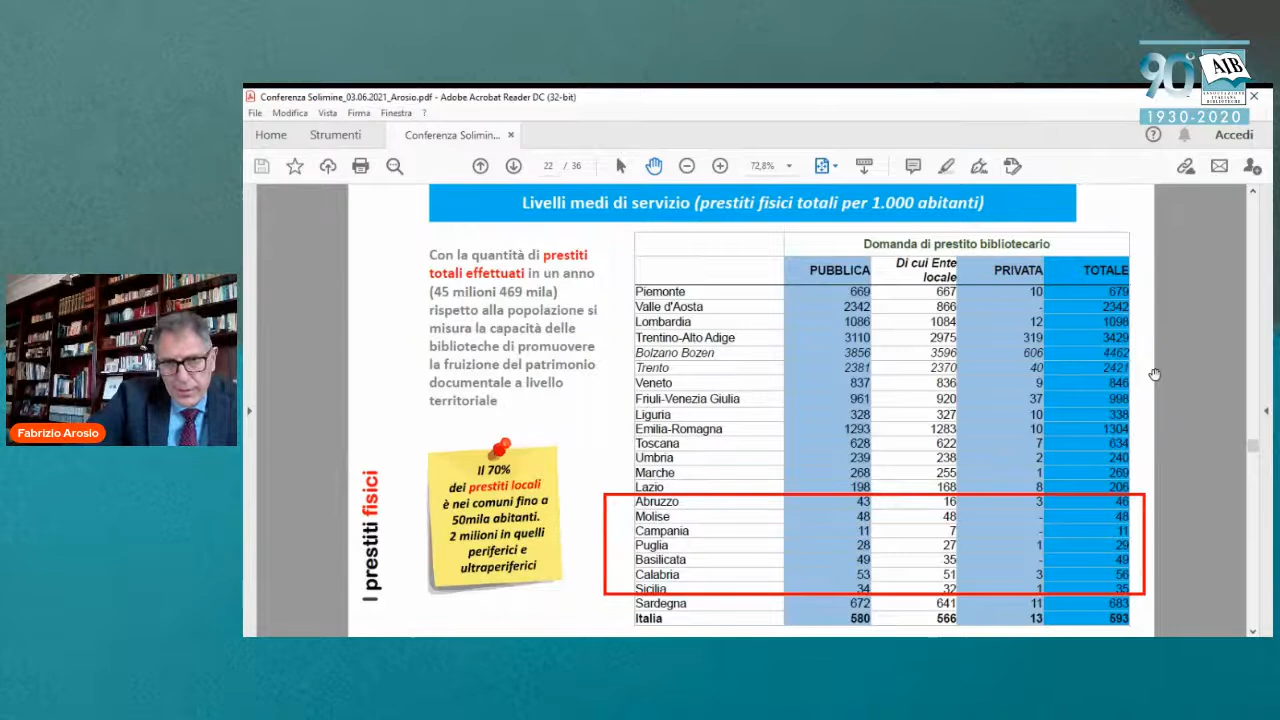 90°
AIB
ASSOCIAZIONE
ITALIANA
BIBLIOTECHE
1930-2020
Conferenza Solimine_03.06.2021_Arosio.pdf - Adobe Acrobat Reader DC (32-bit)
File Modifica Vista Firma Finestra ?
Home Strumenti Conferenza Solimin... × Accedi
22 / 36 72,8%
Livelli medi di servizio (prestiti fisici totali per 1.000 abitanti)
Con la quantità di prestiti
totali effettuati in un anno
(45 milioni 469 mila)
rispetto alla popolazione si
misura la capacità delle
biblioteche di promuovere
la fruizione del patrimonio
documentale a livello
territoriale
Il 70%
dei prestiti locali
è nei comuni fino a
50mila abitanti.
2 milioni in quelli
periferici e
ultraperiferici
I prestiti fisici
Domanda di prestito bibliotecario
PUBBLICA Di cui Ente locale PRIVATA TOTALE
Piemonte 669 667 10 679
Valle d'Aosta 2342 866 - 2342
Lombardia 1086 1084 12 1098
Trentino-Alto Adige 3110 2975 319 3429
Bolzano Bozen 3856 3596 606 4462
Trento 2381 2370 40 2421
Veneto 837 836 9 846
Friuli-Venezia Giulia 961 920 37 998
Liguria 328 327 10 338
Emilia-Romagna 1293 1283 10 1304
Toscana 628 622 7 634
Umbria 239 238 2 240
Marche 268 255 1 269
Lazio 198 168 8 206
Abruzzo 43 16 3 46
Molise 48 48 - 48
Campania 11 7 - 11
Puglia 28 27 1 29
Basilicata 49 35 - 49
Calabria 53 51 3 56
Sicilia 34 32 1 35
Sardegna 672 641 11 683
Italia 580 566 13 593
Fabrizio Arosio